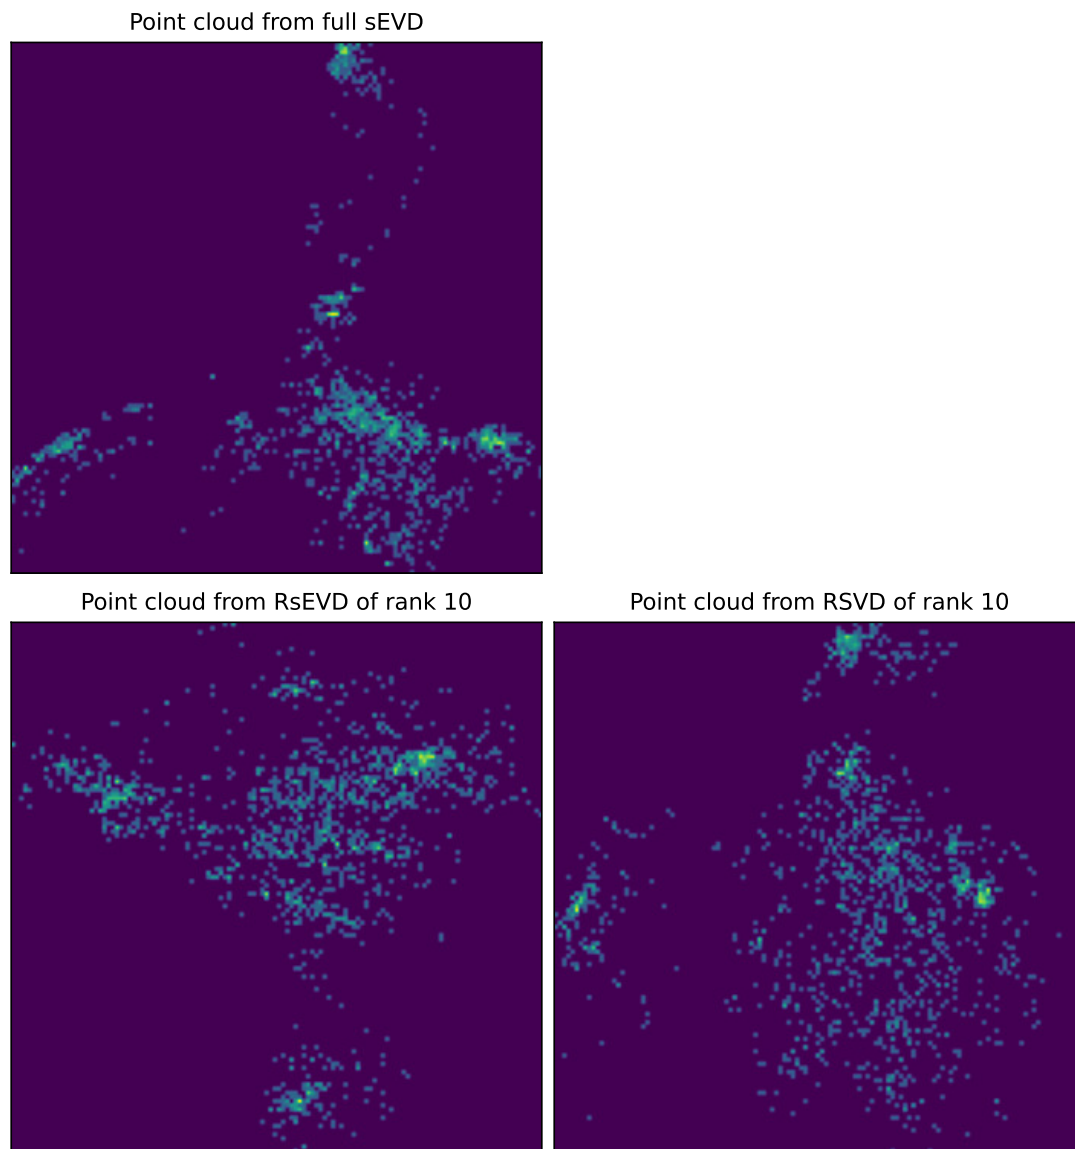 Point cloud from full sEVD
Point cloud from RsEVD of rank 10
Point cloud from RSVD of rank 10